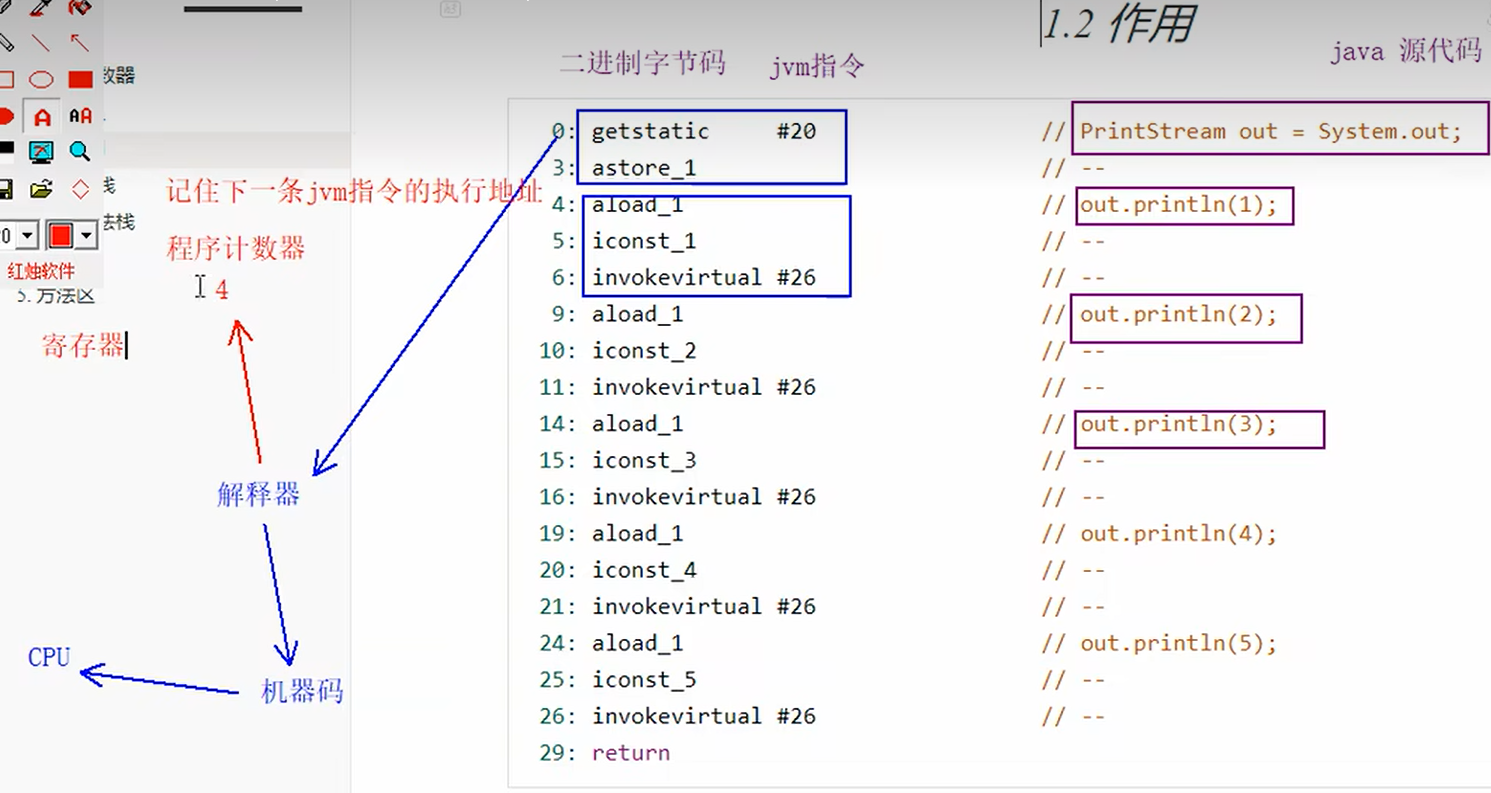 1.2 作用
二进制字节码 jvm指令 java 源代码
数器
0: getstatic #20 // PrintStream out = System.out;
3: astore_1 // --
栈
记住下一条jvm指令的执行地址
4: aload_1 // out.println(1);
法栈
程序计数器
5: iconst_1 // --
红烛软件
6: invokevirtual #26 // --
5. 方法区
4
9: aload_1 // out.println(2);
寄存器
10: iconst_2 // --
11: invokevirtual #26 // --
14: aload_1 // out.println(3);
15: iconst_3 // --
解释器
16: invokevirtual #26 // --
19: aload_1 // out.println(4);
20: iconst_4 // --
21: invokevirtual #26 // --
24: aload_1 // out.println(5);
CPU
25: iconst_5 // --
机器码
26: invokevirtual #26 // --
29: return